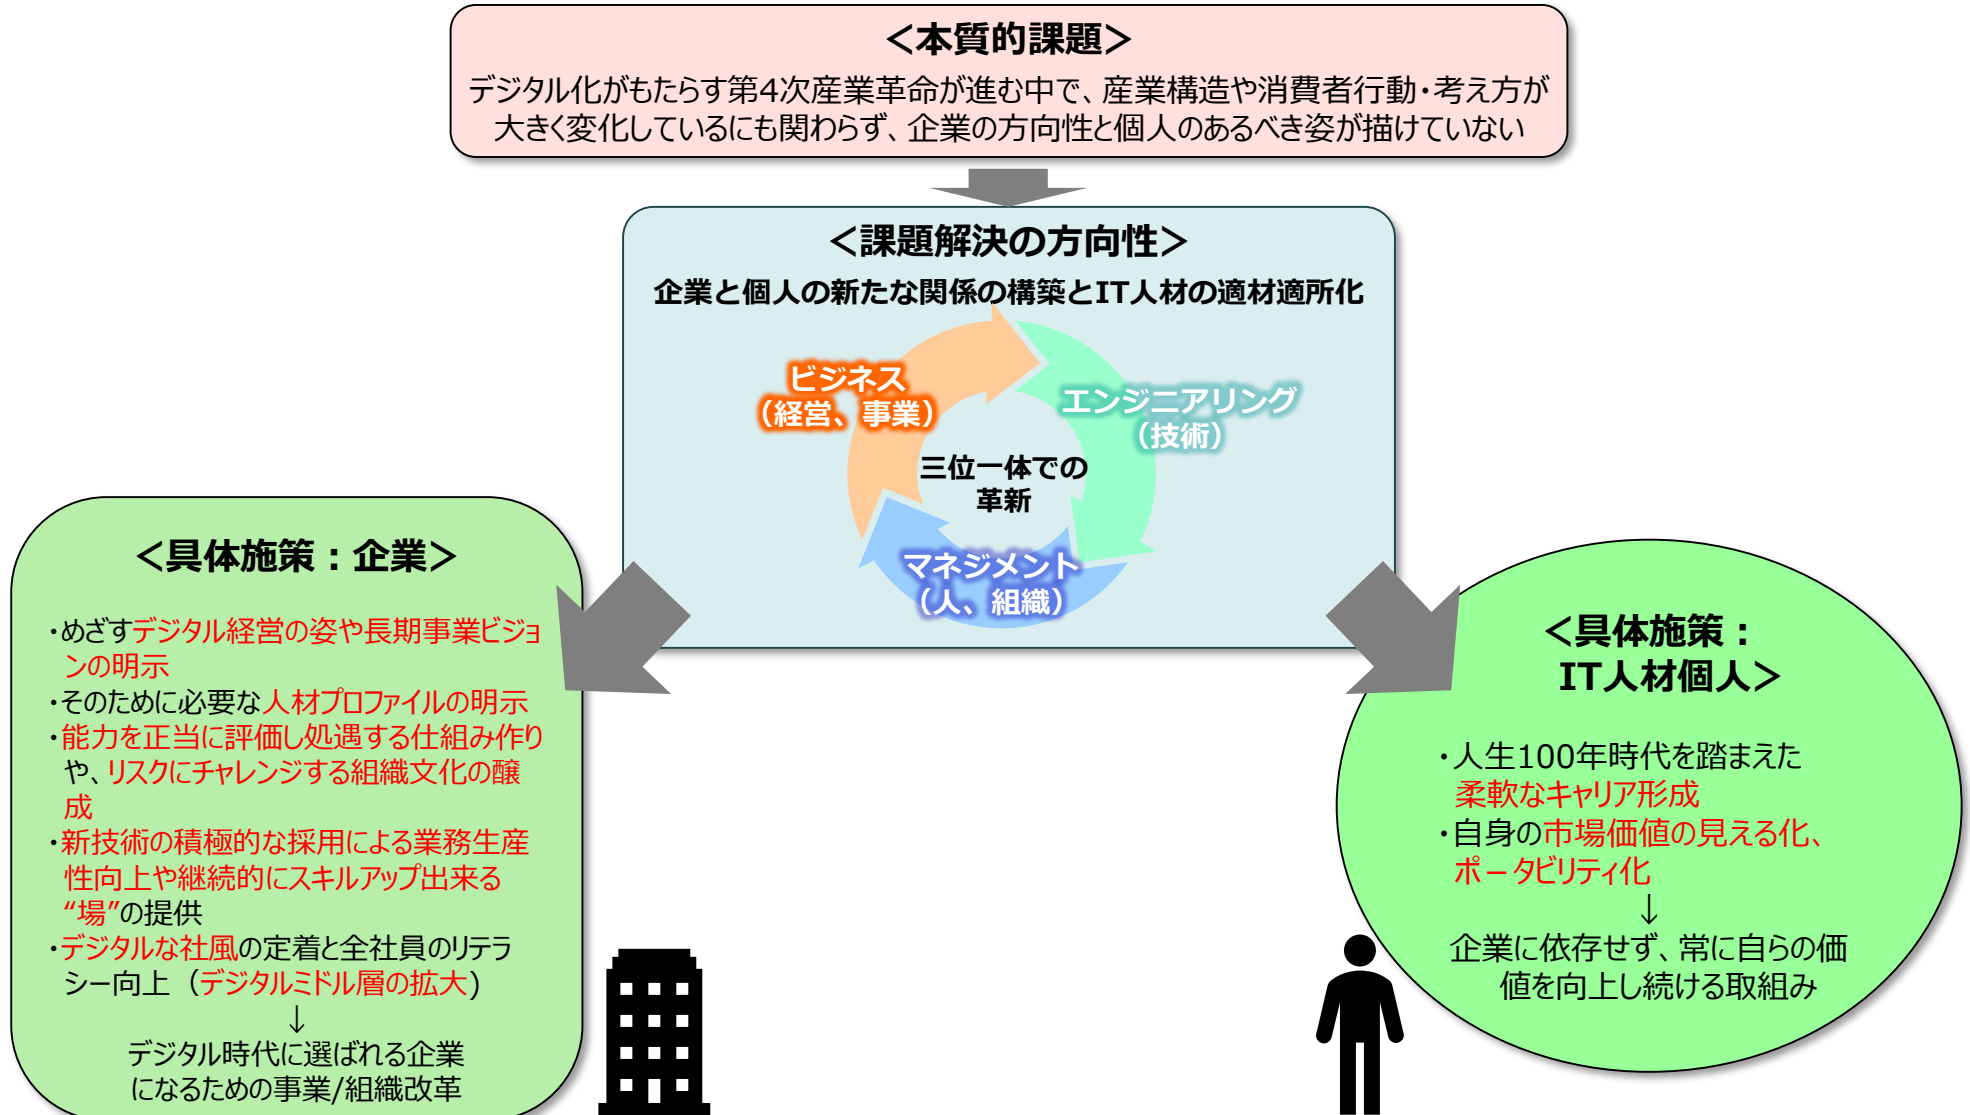 ＜本質的課題＞
デジタル化がもたらす第4次産業革命が進む中で、産業構造や消費者行動・考え方が
大きく変化しているにも関わらず、企業の方向性と個人のあるべき姿が描けていない
＜課題解決の方向性＞
企業と個人の新たな関係の構築とIT人材の適材適所化
ビジネス
（経営、事業）
エンジニアリング
（技術）
三位一体での
革新
マネジメント
（人、組織）
＜具体施策：企業＞
・めざすデジタル経営の姿や長期事業ビジョ
ンの明示
・そのために必要な人材プロファイルの明示
・能力を正当に評価し処遇する仕組み作り
や、リスクにチャレンジする組織文化の醸
成
・新技術の積極的な採用による業務生産
性向上や継続的にスキルアップ出来る
“場”の提供
・デジタルな社風の定着と全社員のリテラ
シー向上（デジタルミドル層の拡大)
↓
デジタル時代に選ばれる企業
になるための事業/組織改革
＜具体施策：
IT人材個人＞
・人生100年時代を踏まえた
柔軟なキャリア形成
・自身の市場価値の見える化、
ポータビリティ化
↓
企業に依存せず、常に自らの価
値を向上し続ける取組み